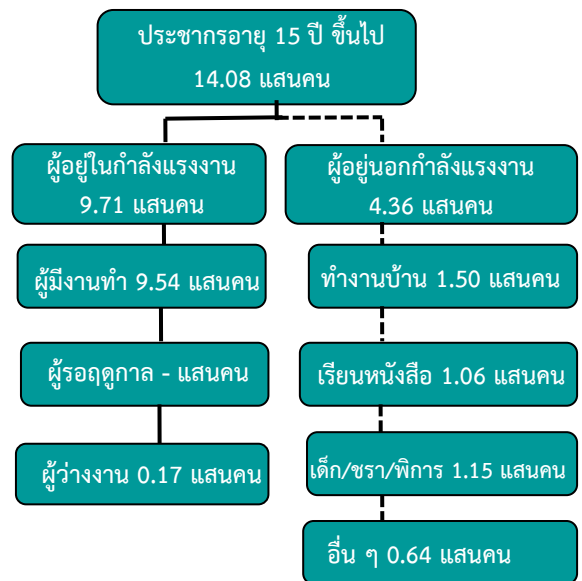 ประชากรอายุ 15 ปี ขึ้นไป
14.08 แสนคน
ผู้อยู่ในกำลังแรงงาน
9.71 แสนคน
ผู้มีงานทำ 9.54 แสนคน
ผู้รอฤดูกาล - แสนคน
ผู้ว่างงาน 0.17 แสนคน
ผู้อยู่นอกกำลังแรงงาน
4.36 แสนคน
ทำงานบ้าน 1.50 แสนคน
เรียนหนังสือ 1.06 แสนคน
เด็ก/ชรา/พิการ 1.15 แสนคน
อื่น ๆ 0.64 แสนคน